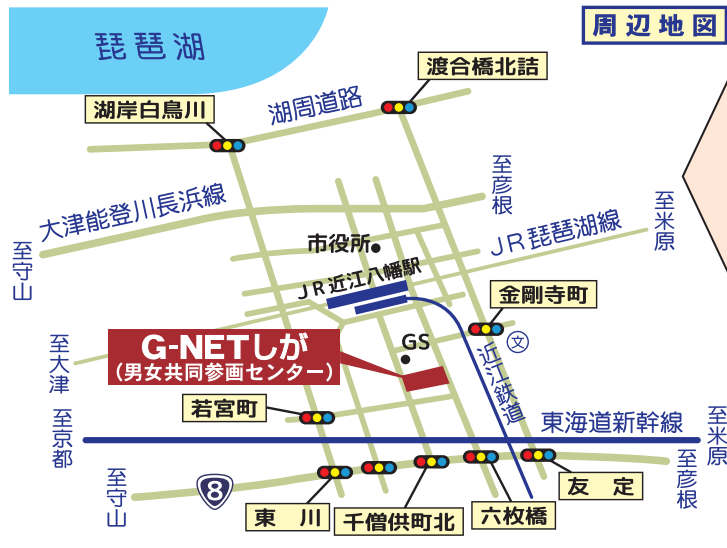 周辺地図
琵琶湖
渡合橋北詰
湖岸白鳥川
湖周道路
至彦根
大津能登川長浜線
至守山
至米原
JR琵琶湖線
市役所
JR近江八幡駅
金剛寺町
文
GS
近江鉄道
G-NETしが
(男女共同参画センター)
至大津
若宮町
至京都
東海道新幹線
至米原
至守山
8
至彦根
東川
千僧供町北
六枚橋
友定